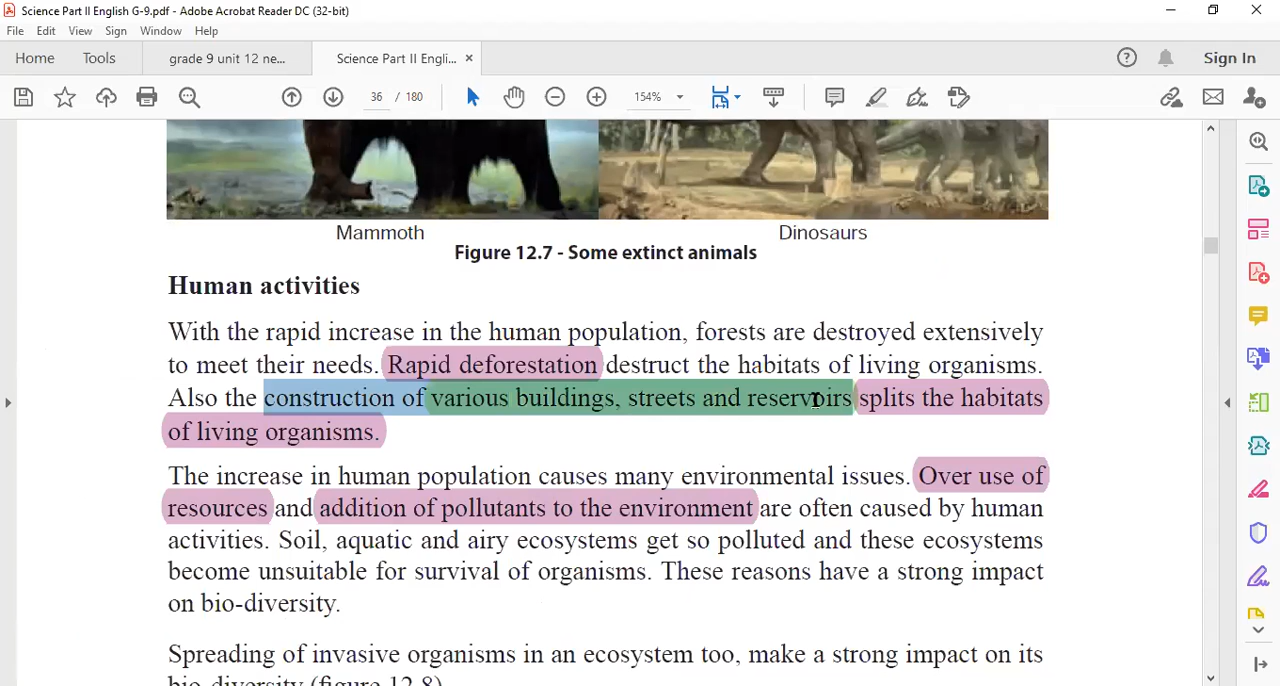 Science Part II English G-9.pdf - Adobe Acrobat Reader DC (32-bit)
File Edit View Sign Window Help
Home Tools grade 9 unit 12 ne... Science Part II Engli... × Sign In
36 / 180 154%
Mammoth Dinosaurs
Figure 12.7 - Some extinct animals
Human activities
With the rapid increase in the human population, forests are destroyed extensively
to meet their needs. Rapid deforestation destruct the habitats of living organisms.
Also the construction of various buildings, streets and reservoirs splits the habitats
of living organisms.
The increase in human population causes many environmental issues. Over use of
resources and addition of pollutants to the environment are often caused by human
activities. Soil, aquatic and airy ecosystems get so polluted and these ecosystems
become unsuitable for survival of organisms. These reasons have a strong impact
on bio-diversity.
Spreading of invasive organisms in an ecosystem too, make a strong impact on its
bio-diversity (figure 12.8)